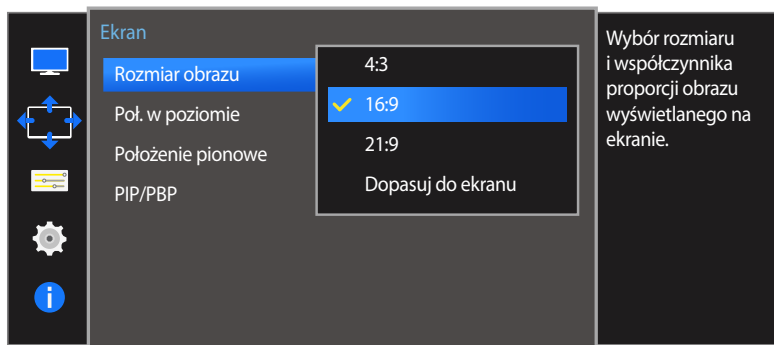 Ekran
Rozmiar obrazu
Poł. w poziomie
Położenie pionowe
PIP/PBP
4:3
16:9
21:9
Dopasuj do ekranu
Wybór rozmiaru
i współczynnika
proporcji obrazu
wyświetlanego na
ekranie.